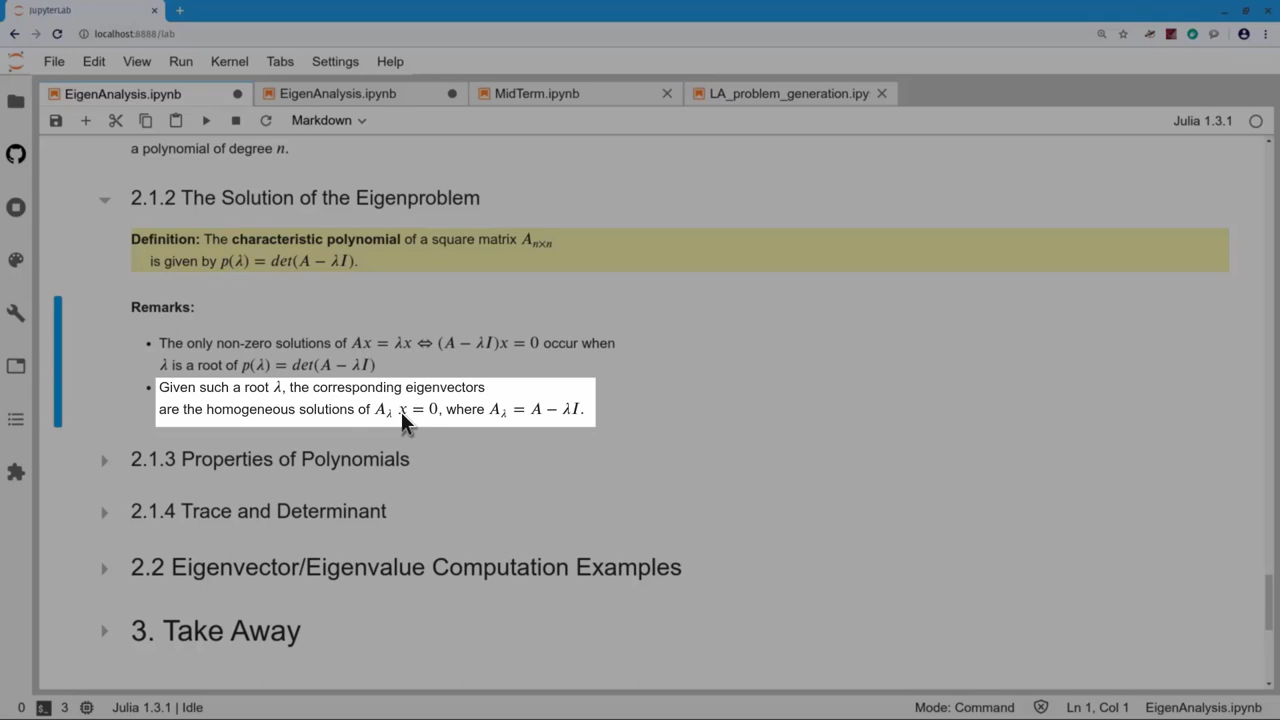 JupyterLab
localhost:8888/lab
File Edit View Run Kernel Tabs Settings Help
EigenAnalysis.ipynb EigenAnalysis.ipynb MidTerm.ipynb LA_problem_generation.ipy
Markdown Julia 1.3.1
a polynomial of degree n.
2.1.2 The Solution of the Eigenproblem
Definition: The characteristic polynomial of a square matrix Aₙₓₙ
is given by p(λ) = det(A − λI).
Remarks:
• The only non-zero solutions of Ax = λx ⇔ (A − λI)x = 0 occur when
λ is a root of p(λ) = det(A − λI)
• Given such a root λ, the corresponding eigenvectors
are the homogeneous solutions of A_λ x = 0, where A_λ = A − λI.
2.1.3 Properties of Polynomials
2.1.4 Trace and Determinant
2.2 Eigenvector/Eigenvalue Computation Examples
3. Take Away
0 $_ 3 Julia 1.3.1 | Idle Mode: Command Ln 1, Col 1 EigenAnalysis.ipynb